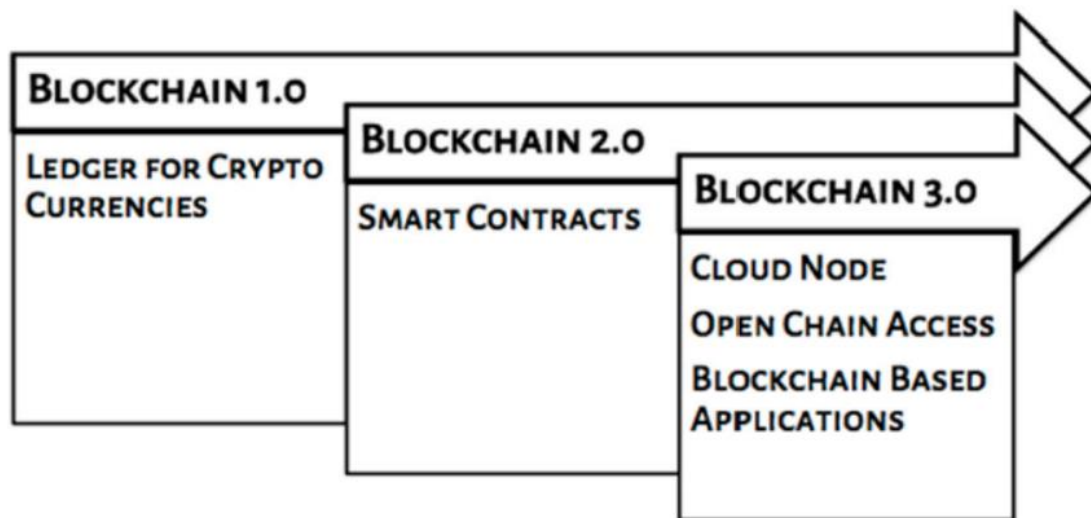 BLOCKCHAIN 1.0
LEDGER FOR CRYPTO
CURRENCIES
BLOCKCHAIN 2.0
SMART CONTRACTS
BLOCKCHAIN 3.0
CLOUD NODE
OPEN CHAIN ACCESS
BLOCKCHAIN BASED
APPLICATIONS